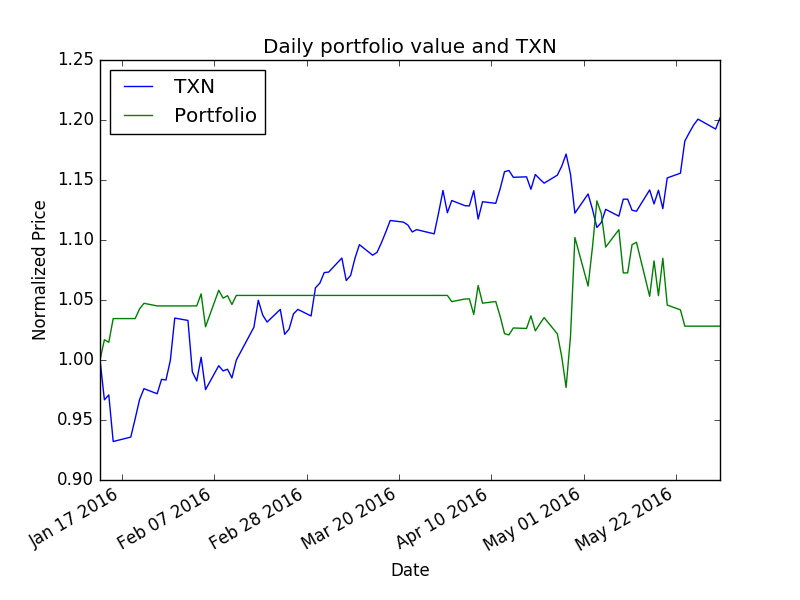 Daily portfolio value and TXN
1.25
1.20
1.15
1.10
1.05
1.00
0.95
0.90
Normalized Price
TXN
Portfolio
Jan 17 2016
Feb 07 2016
Feb 28 2016
Mar 20 2016
Apr 10 2016
May 01 2016
May 22 2016
Date